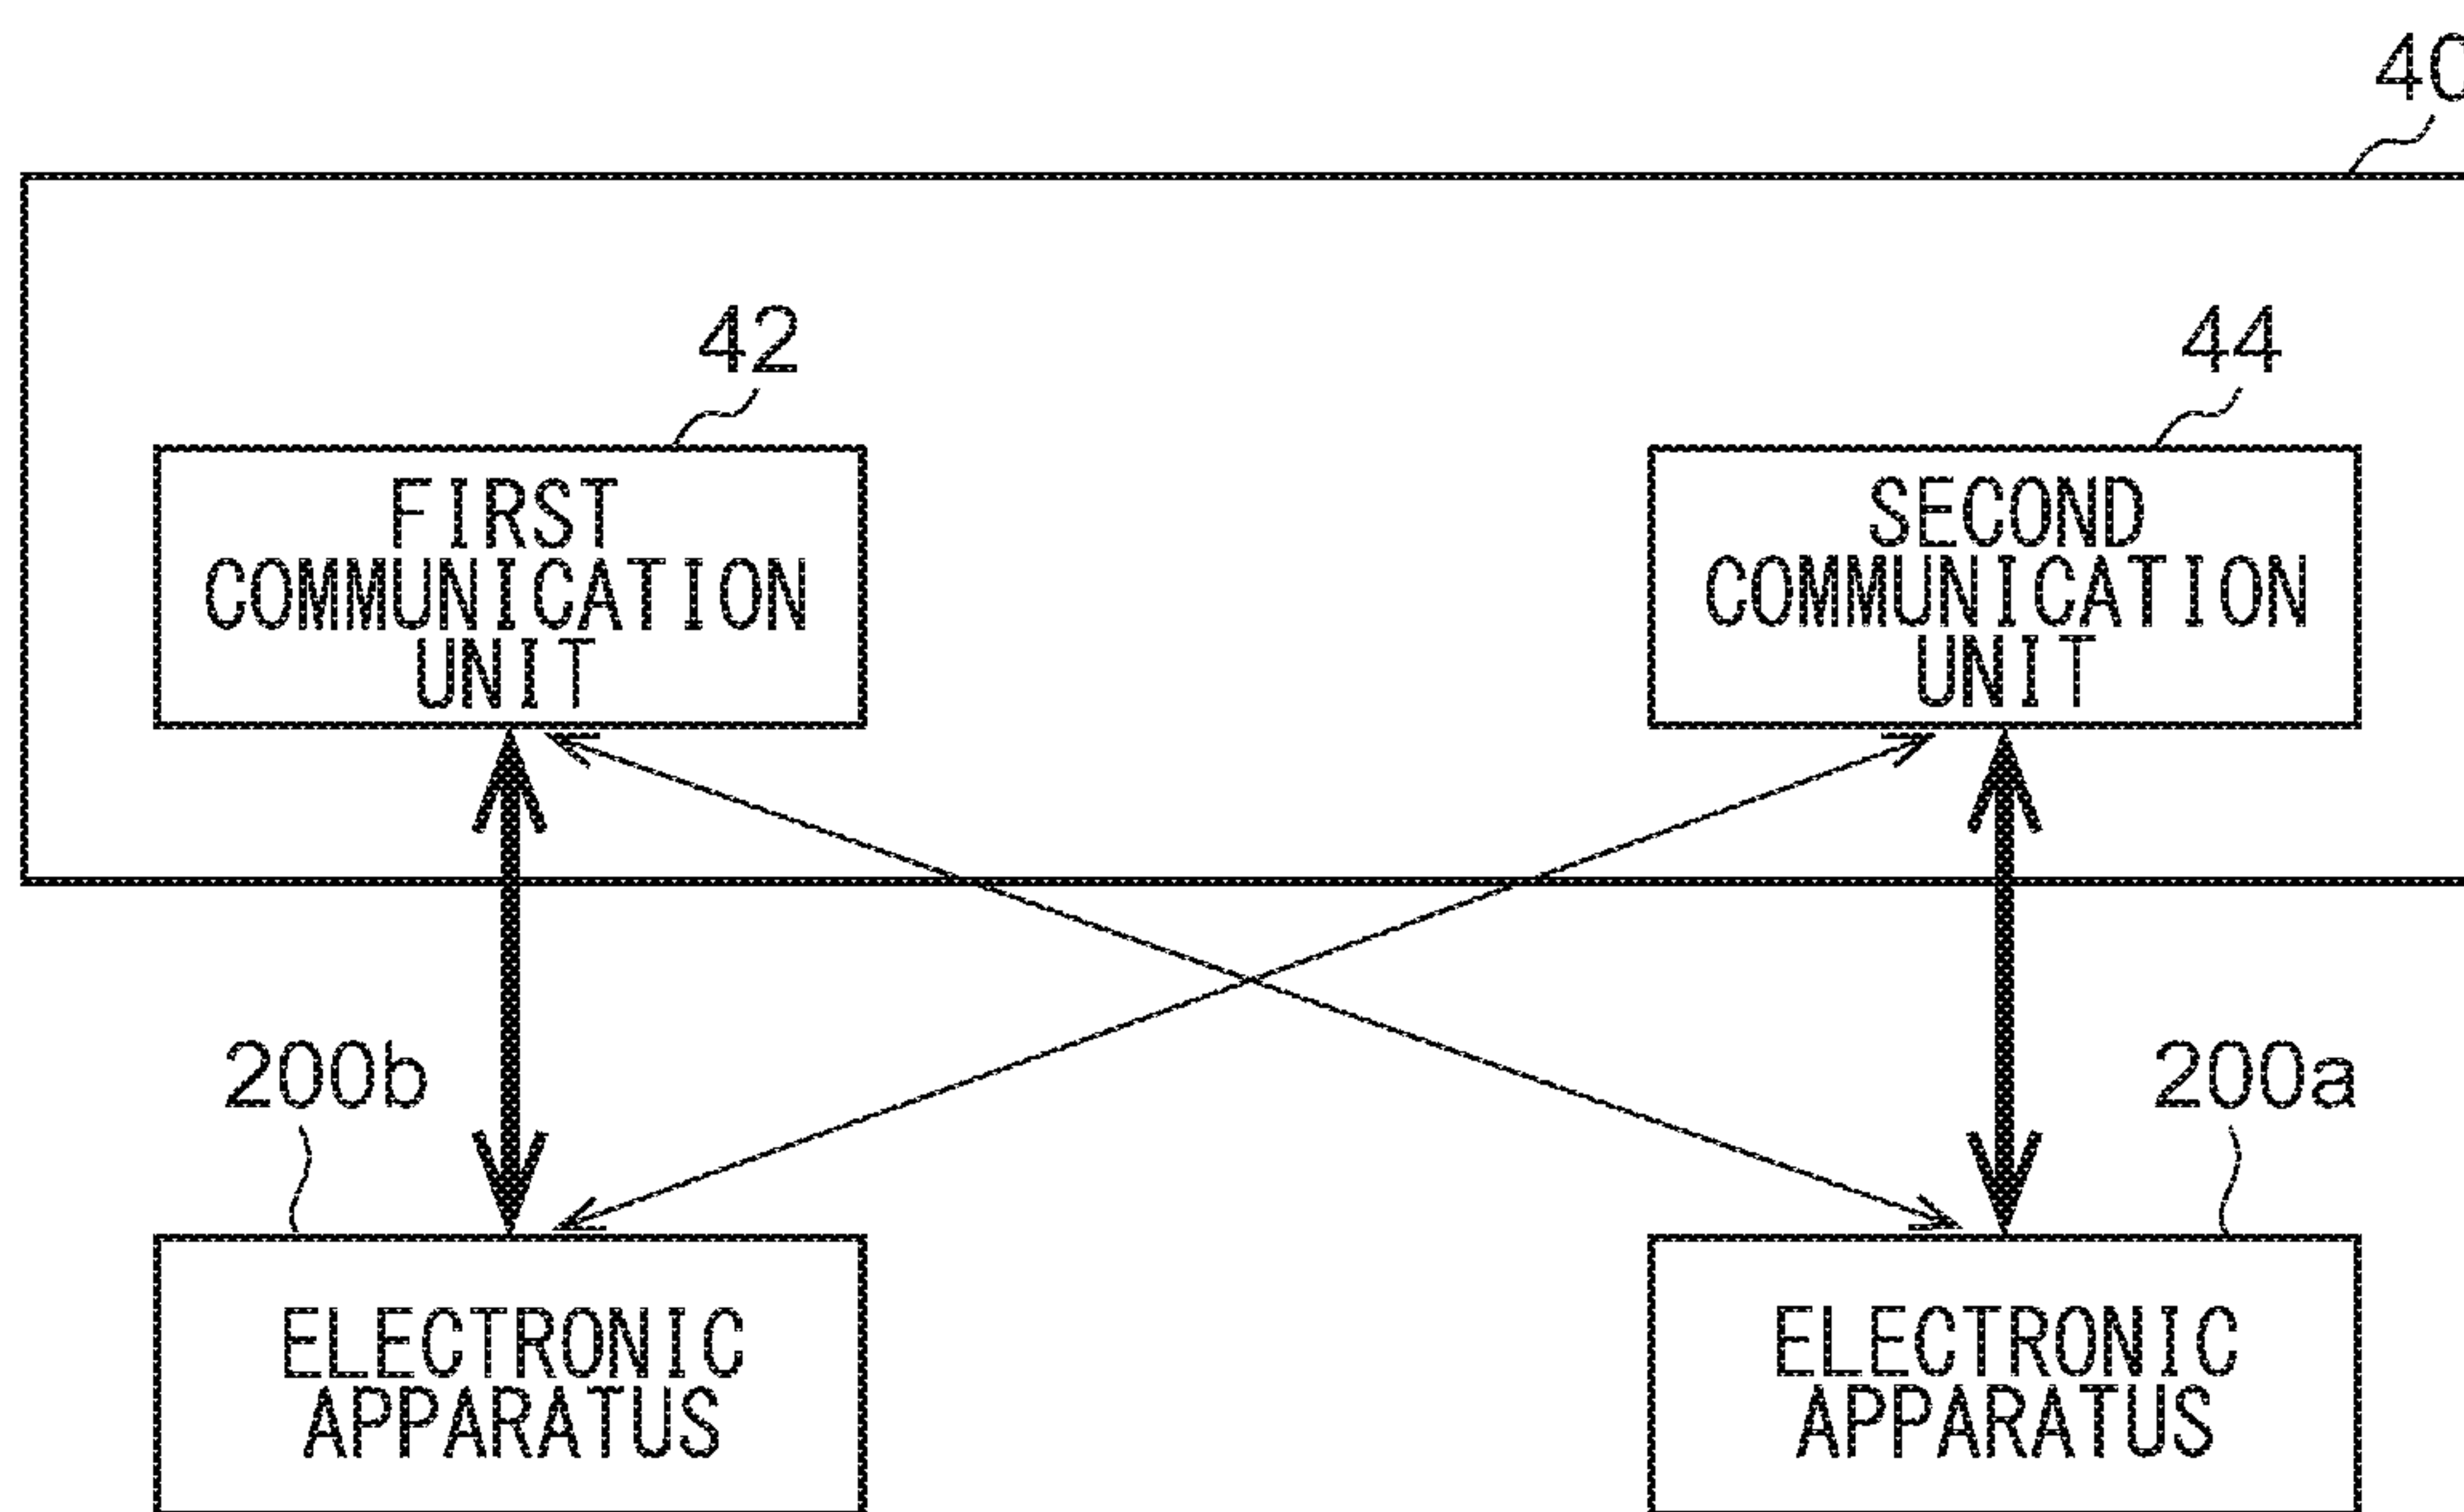 40
42
44
FIRST
COMMUNICATION
UNIT
SECOND
COMMUNICATION
UNIT
200b
200a
ELECTRONIC
APPARATUS
ELECTRONIC
APPARATUS